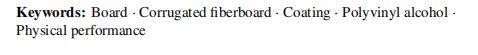 Keywords: Board · Corrugated fiberboard · Coating · Polyvinyl alcohol ·
Physical performance